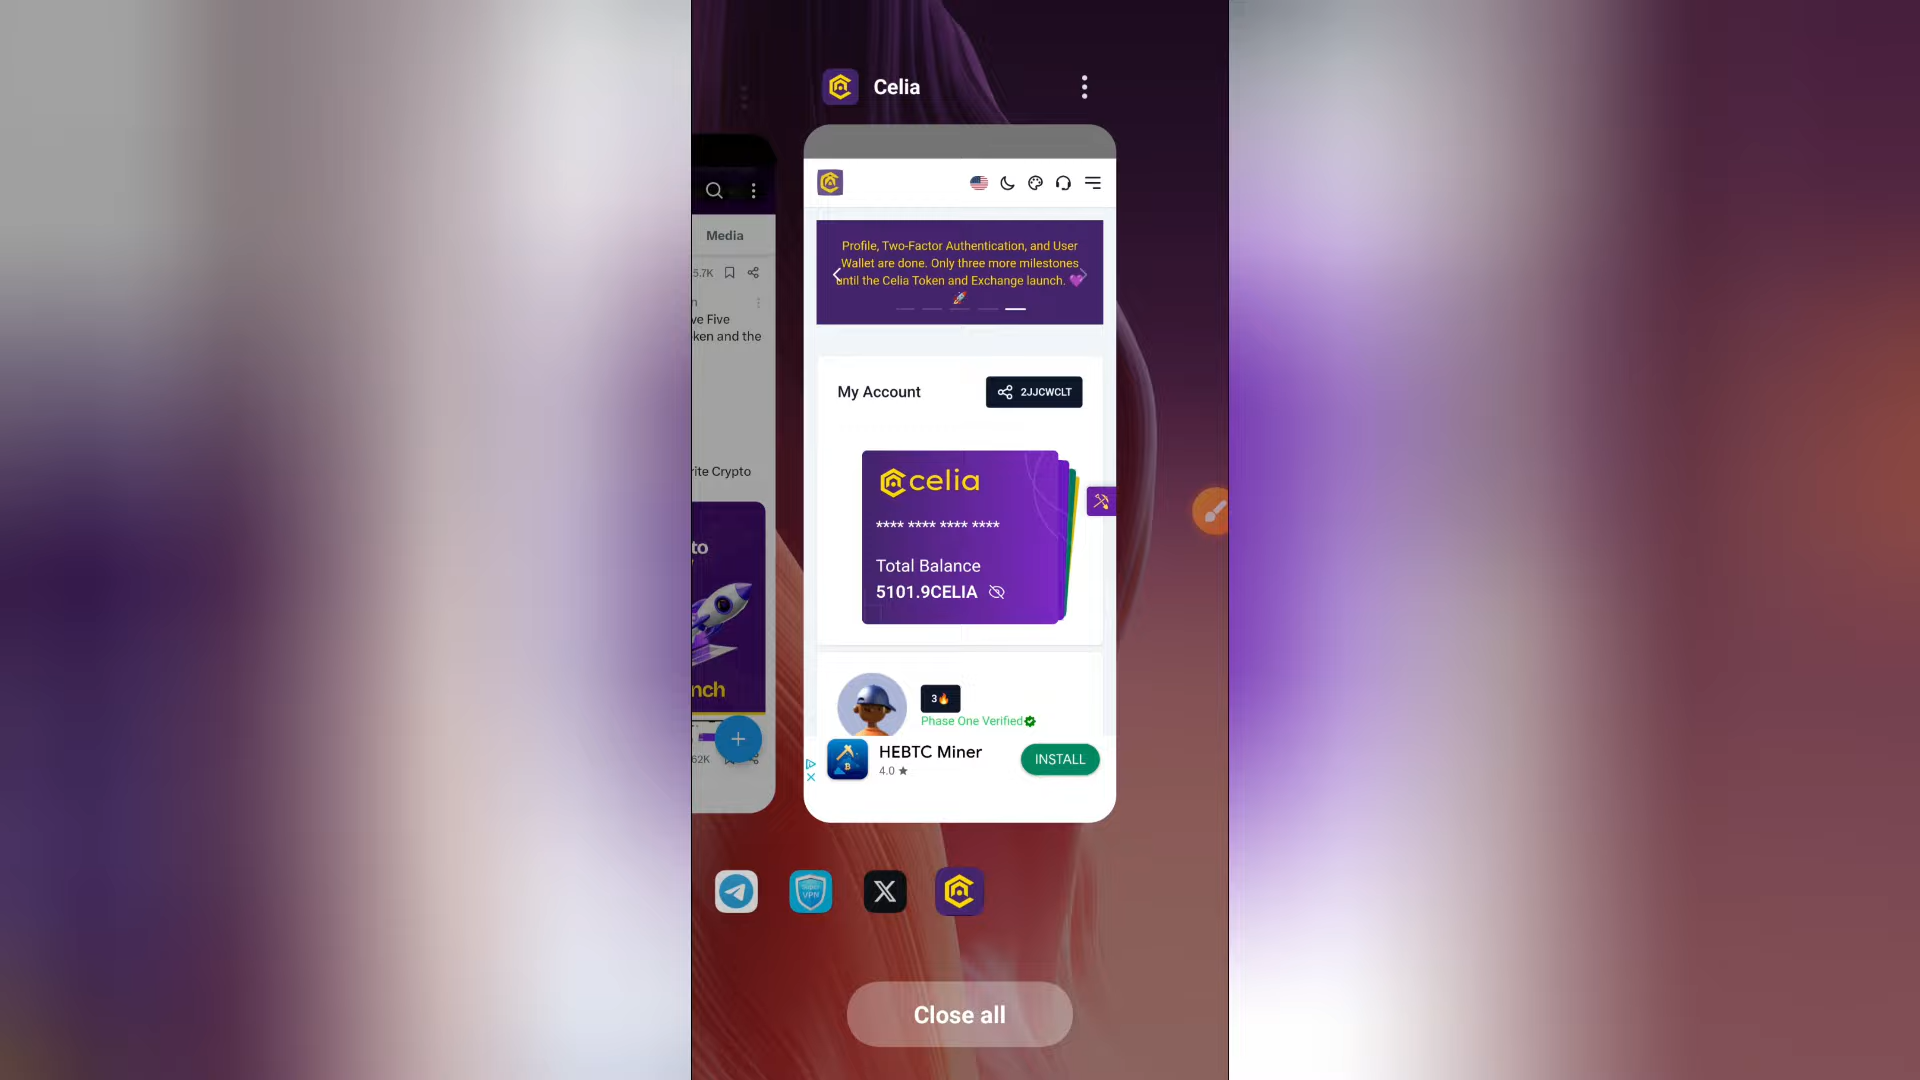 Celia
Media
5.7K
ve Five
ken and the
rite Crypto
to
nch
62K
Profile, Two-Factor Authentication, and User
Wallet are done. Only three more milestones
until the Celia Token and Exchange launch. 💜
🚀
My Account
2JJCWCLT
celia
**** **** **** ****
Total Balance
5101.9CELIA
3🔥
Phase One Verified
HEBTC Miner
4.0 ★
INSTALL
SUPER
VPN
Close all